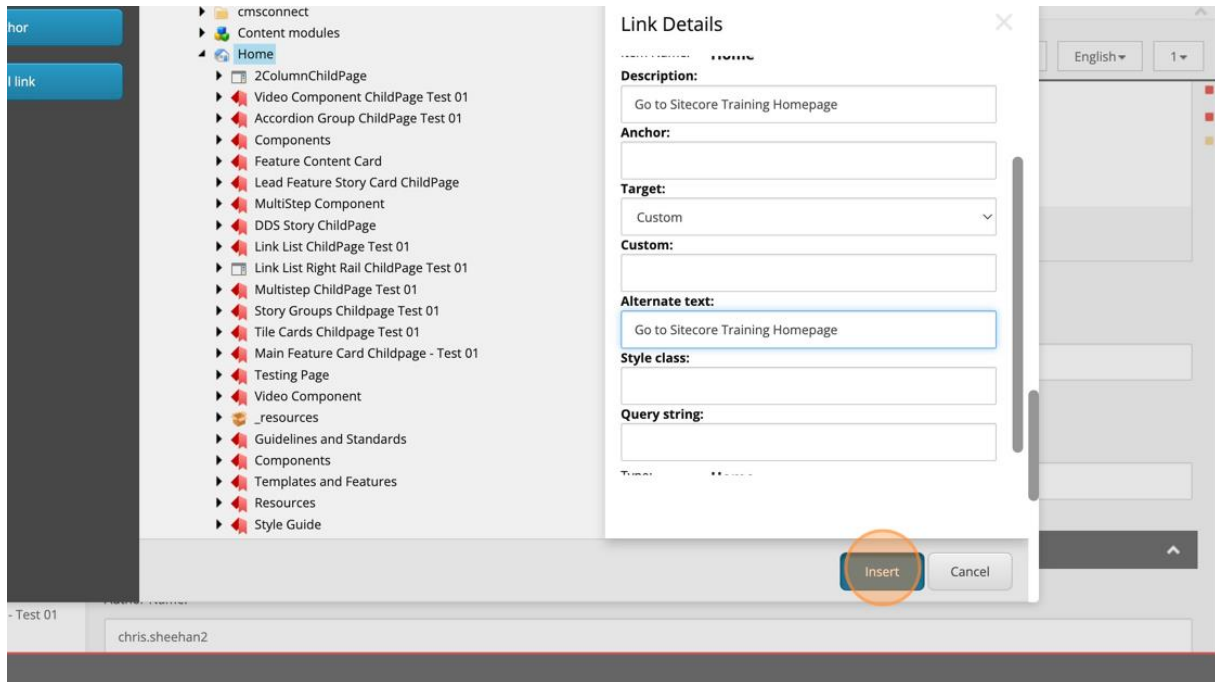 hor
l link
cmsconnect
Content modules
Home
2ColumnChildPage
Video Component ChildPage Test 01
Accordion Group ChildPage Test 01
Components
Feature Content Card
Lead Feature Story Card ChildPage
MultiStep Component
DDS Story ChildPage
Link List ChildPage Test 01
Link List Right Rail ChildPage Test 01
Multistep ChildPage Test 01
Story Groups Childpage Test 01
Tile Cards Childpage Test 01
Main Feature Card Childpage - Test 01
Testing Page
Video Component
_resources
Guidelines and Standards
Components
Templates and Features
Resources
Style Guide
Link Details
Home
Description:
Go to Sitecore Training Homepage
Anchor:
Target:
Custom
Custom:
Alternate text:
Go to Sitecore Training Homepage
Style class:
Query string:
Insert
Cancel
English
1
- Test 01
chris.sheehan2